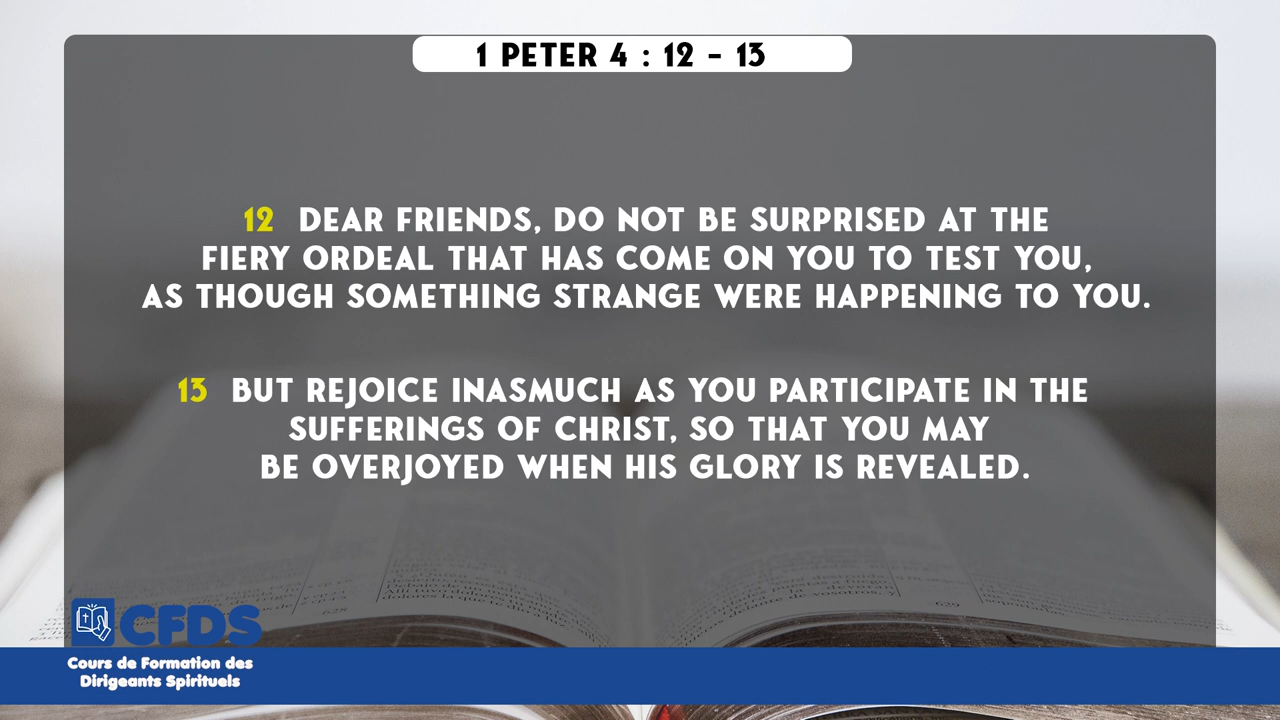 1 PETER 4 : 12 - 13
12 DEAR FRIENDS, DO NOT BE SURPRISED AT THE
FIERY ORDEAL THAT HAS COME ON YOU TO TEST YOU,
AS THOUGH SOMETHING STRANGE WERE HAPPENING TO YOU.
13 BUT REJOICE INASMUCH AS YOU PARTICIPATE IN THE
SUFFERINGS OF CHRIST, SO THAT YOU MAY
BE OVERJOYED WHEN HIS GLORY IS REVEALED.
628
629
CFDS
Cours de Formation des
Dirigeants Spirituels